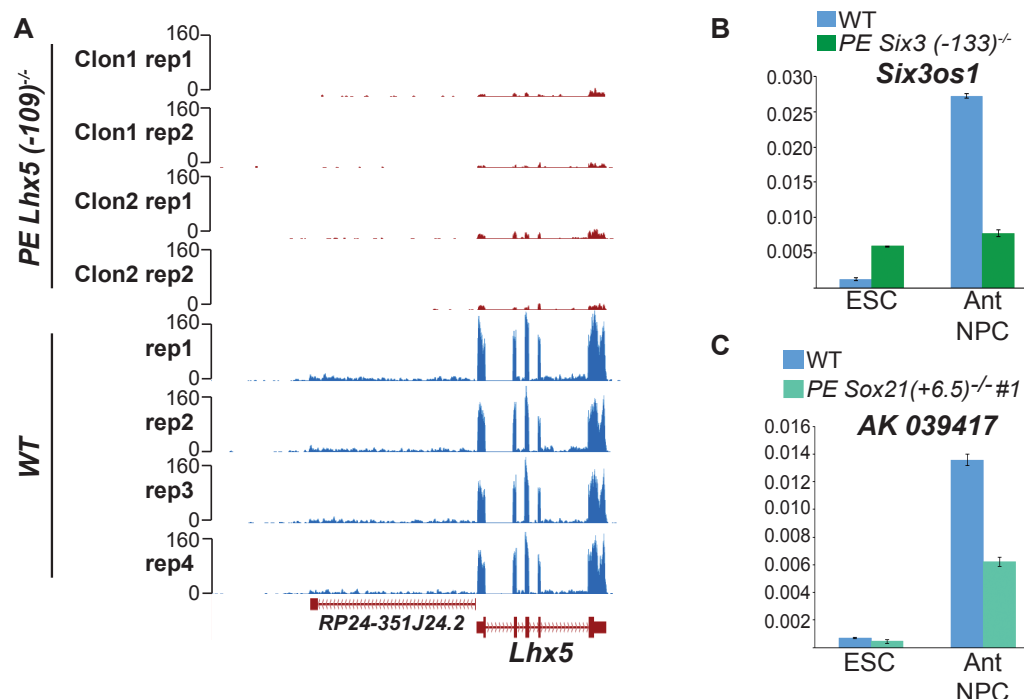 A
PE Lhx5 (-109)-/-
Clon1 rep1
160
0
Clon1 rep2
160
0
Clon2 rep1
160
0
Clon2 rep2
160
0
WT
rep1
160
0
rep2
160
0
rep3
160
0
rep4
160
0
RP24-351J24.2
Lhx5
B
WT
PE Six3 (-133)-/-
Six3os1
0.030
0.025
0.020
0.015
0.010
0.005
ESC
Ant
NPC
C
WT
PE Sox21(+6.5)-/- #1
AK 039417
0.016
0.014
0.012
0.010
0.008
0.006
0.004
0.002
ESC
Ant
NPC